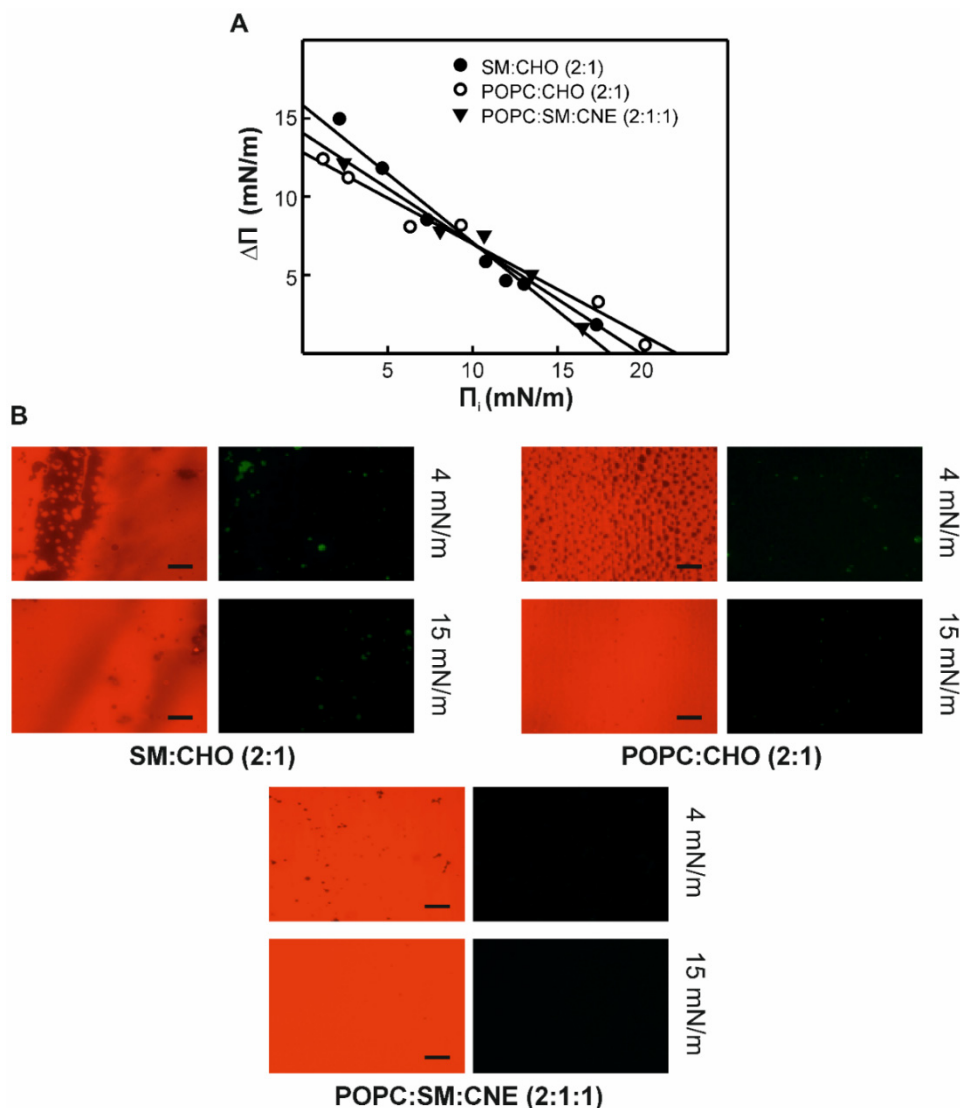 A
SM:CHO (2:1)
POPC:CHO (2:1)
POPC:SM:CNE (2:1:1)
15
10
5
ΔΠ (mN/m)
5
10
15
20
Πi (mN/m)
B
4 mN/m
4 mN/m
15 mN/m
15 mN/m
SM:CHO (2:1)
POPC:CHO (2:1)
4 mN/m
15 mN/m
POPC:SM:CNE (2:1:1)